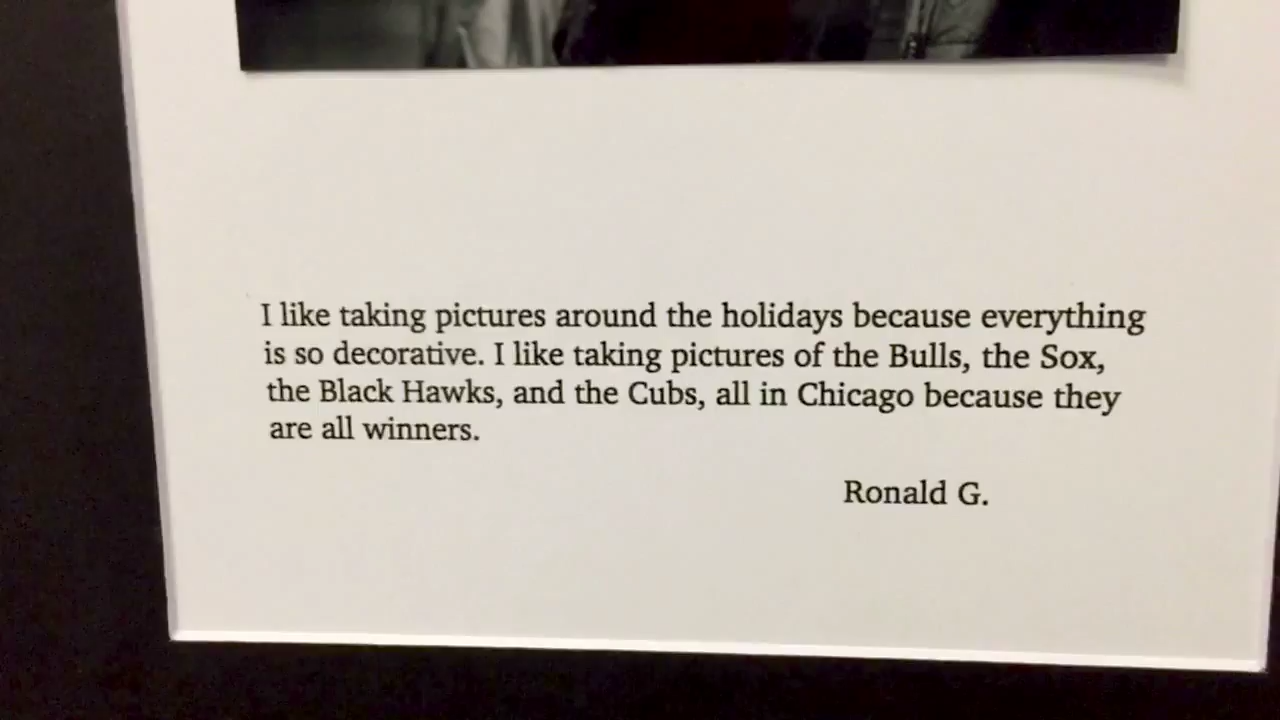 I like taking pictures around the holidays because everything
is so decorative. I like taking pictures of the Bulls, the Sox,
the Black Hawks, and the Cubs, all in Chicago because they
are all winners.
Ronald G.